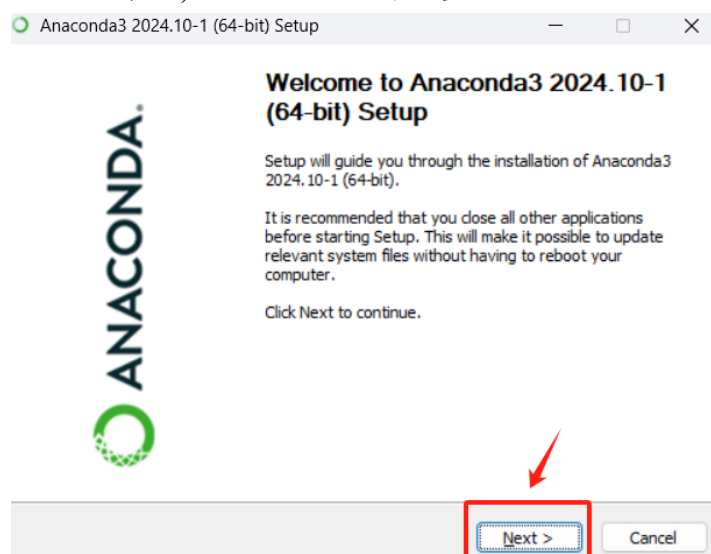 Anaconda3 2024.10-1 (64-bit) Setup
ANACONDA.
Welcome to Anaconda3 2024.10-1
(64-bit) Setup
Setup will guide you through the installation of Anaconda3
2024.10-1 (64-bit).
It is recommended that you close all other applications
before starting Setup. This will make it possible to update
relevant system files without having to reboot your
computer.
Click Next to continue.
Next >
Cancel